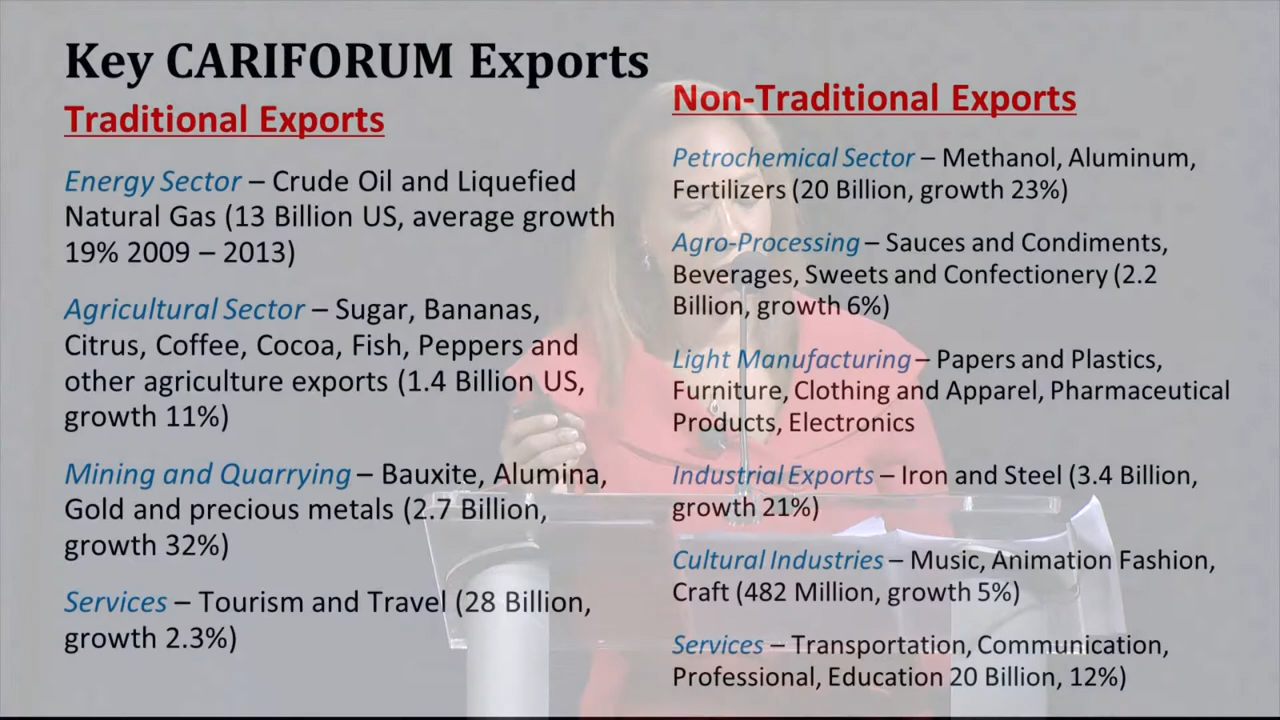 Key CARIFORUM Exports
Traditional Exports
Energy Sector – Crude Oil and Liquefied
Natural Gas (13 Billion US, average growth
19% 2009 – 2013)
Agricultural Sector – Sugar, Bananas,
Citrus, Coffee, Cocoa, Fish, Peppers and
other agriculture exports (1.4 Billion US,
growth 11%)
Mining and Quarrying – Bauxite, Alumina,
Gold and precious metals (2.7 Billion,
growth 32%)
Services – Tourism and Travel (28 Billion,
growth 2.3%)
Non-Traditional Exports
Petrochemical Sector – Methanol, Aluminum,
Fertilizers (20 Billion, growth 23%)
Agro-Processing – Sauces and Condiments,
Beverages, Sweets and Confectionery (2.2
Billion, growth 6%)
Light Manufacturing – Papers and Plastics,
Furniture, Clothing and Apparel, Pharmaceutical
Products, Electronics
Industrial Exports – Iron and Steel (3.4 Billion,
growth 21%)
Cultural Industries – Music, Animation Fashion,
Craft (482 Million, growth 5%)
Services – Transportation, Communication,
Professional, Education 20 Billion, 12%)